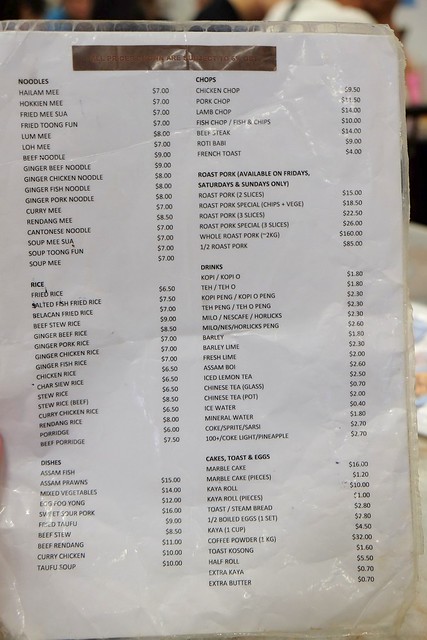 NOODLES
HAILAM MEE $7.00
HOKKIEN MEE $7.00
FRIED MEE SUA $7.00
FRIED TOONG FUN $7.00
LUM MEE $8.00
LOH MEE $7.00
BEEF NOODLE $9.00
GINGER BEEF NOODLE $9.00
GINGER CHICKEN NOODLE $8.00
GINGER FISH NOODLE $8.00
GINGER PORK NOODLE $8.00
CURRY MEE $7.00
RENDANG MEE $8.50
CANTONESE NOODLE $7.00
SOUP MEE SUA $7.00
SOUP TOONG FUN $7.00
SOUP MEE $7.00
RICE
FRIED RICE $6.50
SALTED FISH FRIED RICE $7.50
BELACAN FRIED RICE $7.00
BEEF STEW RICE $9.00
GINGER BEEF RICE $8.50
GINGER PORK RICE $7.00
GINGER CHICKEN RICE $7.00
GINGER FISH RICE $7.00
CHICKEN RICE $6.50
CHAR SIEW RICE $6.50
STEW RICE $6.50
STEW RICE (BEEF) $8.50
CURRY CHICKEN RICE $6.50
RENDANG RICE $8.00
PORRIDGE $6.00
BEEF PORRIDGE $7.50
DISHES
ASSAM FISH
ASSAM PRAWNS $15.00
MIXED VEGETABLES $14.00
EGG FOO YONG $12.00
SWEET SOUR PORK $16.00
FRIED TAUFU $9.00
BEEF STEW $8.50
BEEF RENDANG $11.00
CURRY CHICKEN $10.00
TAUFU SOUP $10.00
CHOPS
CHICKEN CHOP $9.50
PORK CHOP $11.50
LAMB CHOP $14.00
FISH CHOP / FISH & CHIPS $10.00
BEEF STEAK $14.00
ROTI BABI $9.00
FRENCH TOAST $4.00
ROAST PORK (AVAILABLE ON FRIDAYS,
SATURDAYS & SUNDAYS ONLY)
ROAST PORK (2 SLICES) $15.00
ROAST PORK SPECIAL (CHIPS + VEGE) $18.50
ROAST PORK (3 SLICES) $22.50
ROAST PORK SPECIAL (3 SLICES) $26.00
WHOLE ROAST PORK (~2KG) $160.00
1/2 ROAST PORK $85.00
DRINKS
KOPI / KOPI O $1.80
TEH / TEH O $1.80
KOPI PENG / KOPI O PENG $2.30
TEH PENG / TEH O PENG $2.30
MILO / NESCAFE / HORLICKS $2.30
MILO/NES/HORLICKS PENG $2.60
BARLEY $1.80
BARLEY LIME $2.30
FRESH LIME $2.00
ASSAM BOI $2.60
ICED LEMON TEA $2.50
CHINESE TEA (GLASS) $0.70
CHINESE TEA (POT) $2.00
ICE WATER $0.40
MINERAL WATER $1.80
COKE/SPRITE/SARSI $2.70
100+/COKE LIGHT/PINEAPPLE $2.70
CAKES, TOAST & EGGS
MARBLE CAKE $16.00
MARBLE CAKE (PIECES) $1.20
KAYA ROLL $10.00
KAYA ROLL (PIECES) $1.00
TOAST / STEAM BREAD $2.80
1/2 BOILED EGGS (1 SET) $2.80
KAYA (1 CUP) $4.50
COFFEE POWDER (1 KG) $32.00
TOAST KOSONG $1.60
HALF ROLL $5.50
EXTRA KAYA $0.70
EXTRA BUTTER $0.70